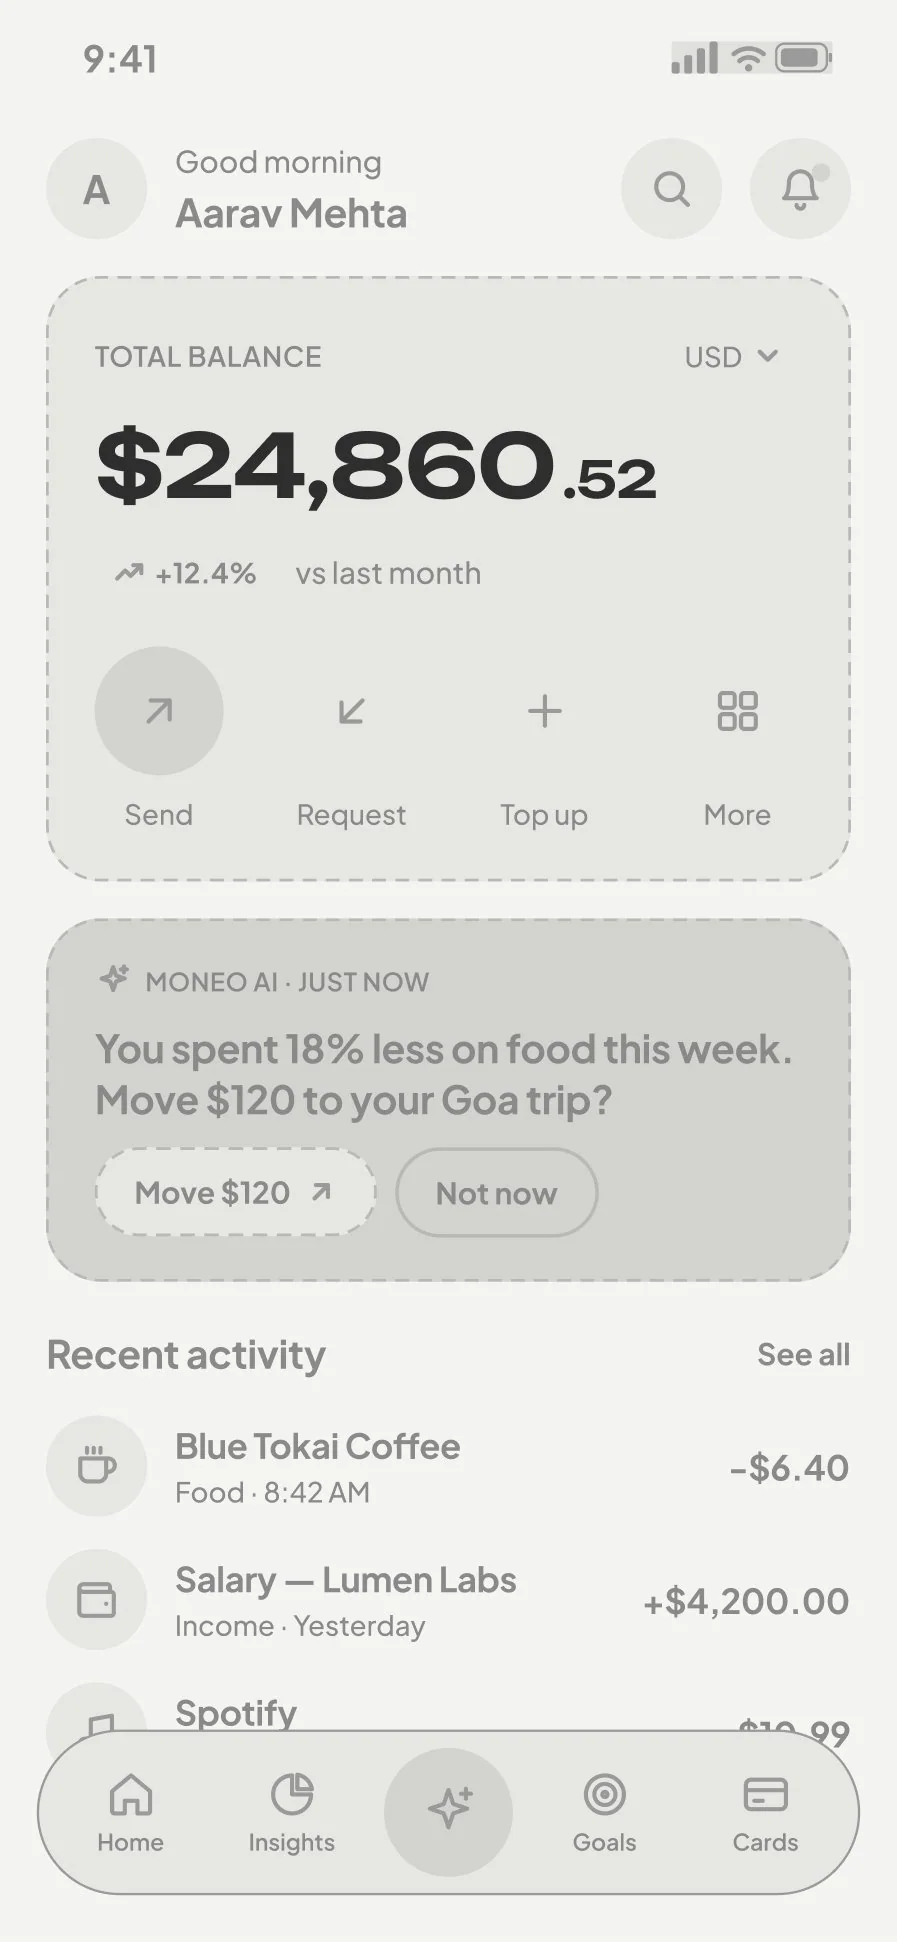 9:41
A
Good morning
Aarav Mehta
TOTAL BALANCE
USD
$24,860.52
+12.4% vs last month
Send Request Top up More
MONEO AI · JUST NOW
You spent 18% less on food this week.
Move $120 to your Goa trip?
Move $120 Not now
Recent activity See all
Blue Tokai Coffee
Food · 8:42 AM
−$6.40
Salary — Lumen Labs
Income · Yesterday
+$4,200.00
Spotify
Home Insights Goals Cards